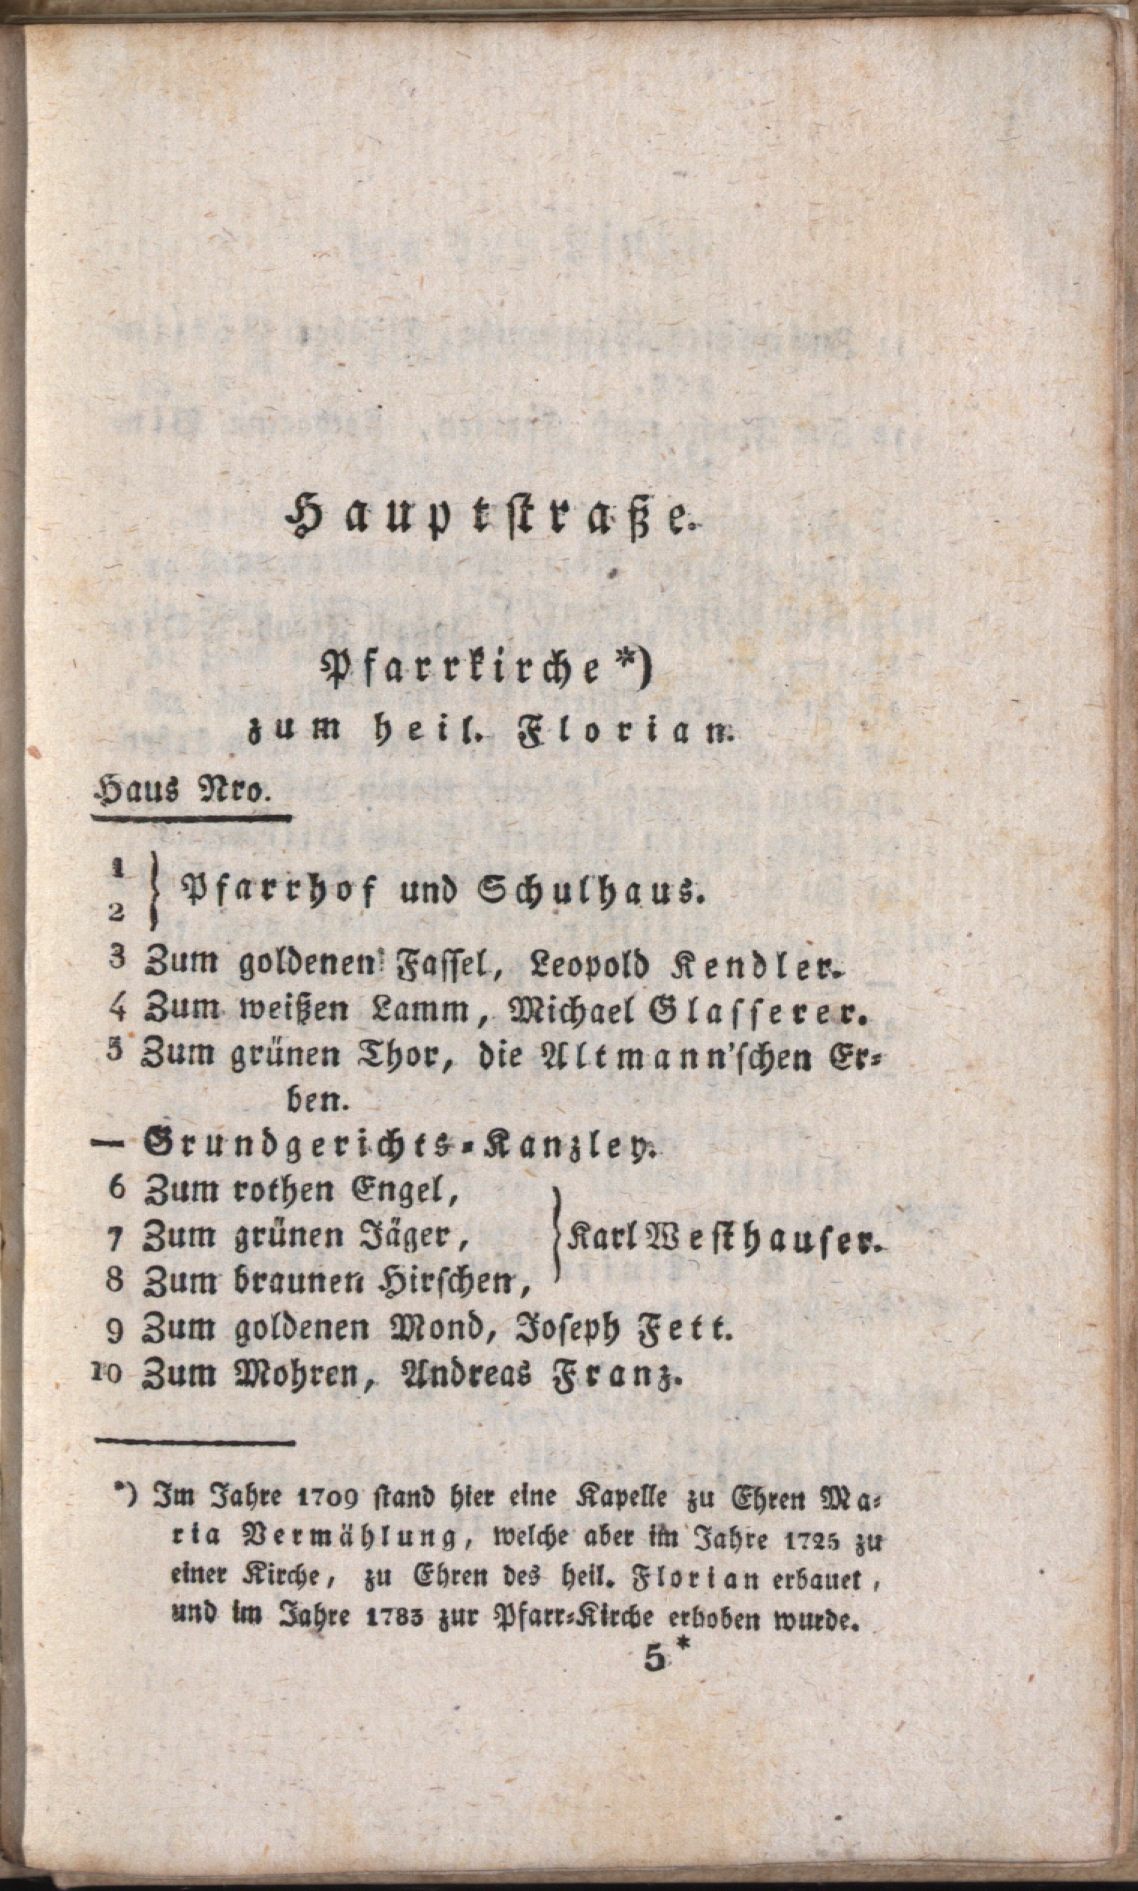 Hauptstraße.
Pfarrkirche*)
zum heil. Florian.
Haus Nro.
1
2 } Pfarrhof und Schulhaus.
3 Zum goldenen Fassel, Leopold Kendler.
4 Zum weißen Lamm, Michael Glasserer.
5 Zum grünen Thor, die Altmann'schen Er-
ben.
— Grundgerichts-Kanzley.
6 Zum rothen Engel,
7 Zum grünen Jäger, } Karl Westhauser.
8 Zum braunen Hirschen,
9 Zum goldenen Mond, Joseph Fett.
10 Zum Mohren, Andreas Franz.
*) Im Jahre 1709 stand hier eine Kapelle zu Ehren Ma-
ria Vermählung, welche aber im Jahre 1725 zu
einer Kirche, zu Ehren des heil. Florian erbauet,
und im Jahre 1783 zur Pfarr-Kirche erhoben wurde.
5*